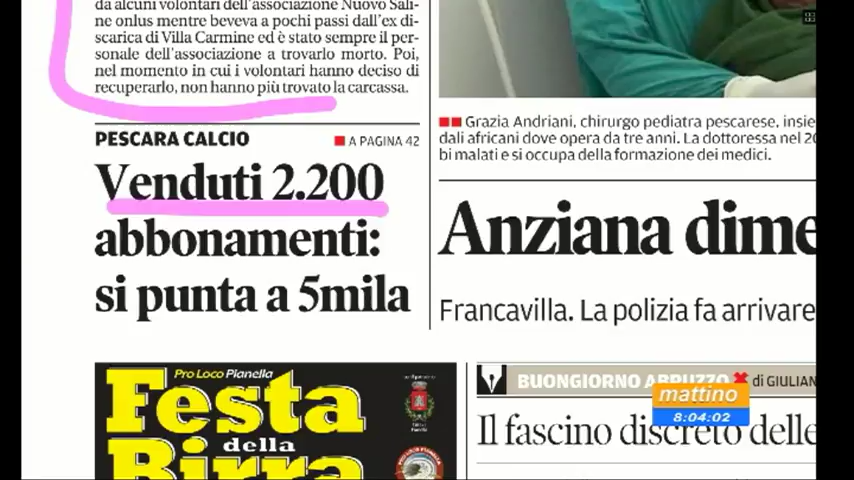 da alcuni volontari dell'associazione Nuovo Sali-
ne onlus mentre beveva a pochi passi dall'ex di-
scarica di Villa Carmine ed è stato sempre il per-
sonale dell'associazione a trovarlo morto. Poi,
nel momento in cui i volontari hanno deciso di
recuperarlo, non hanno più trovato la carcassa.
PESCARA CALCIO
A PAGINA 42
Venduti 2.200
abbonamenti:
si punta a 5mila
Pro Loco Pianella
Festa
della
Birra
Grazia Andriani, chirurgo pediatra pescarese, insie
dali africani dove opera da tre anni. La dottoressa nel 20
bi malati e si occupa della formazione dei medici.
Anziana dime
Francavilla. La polizia fa arrivare
BUONGIORNO ABRUZZO di GIULIAN
Il fascino discreto delle
mattino
8:04:02